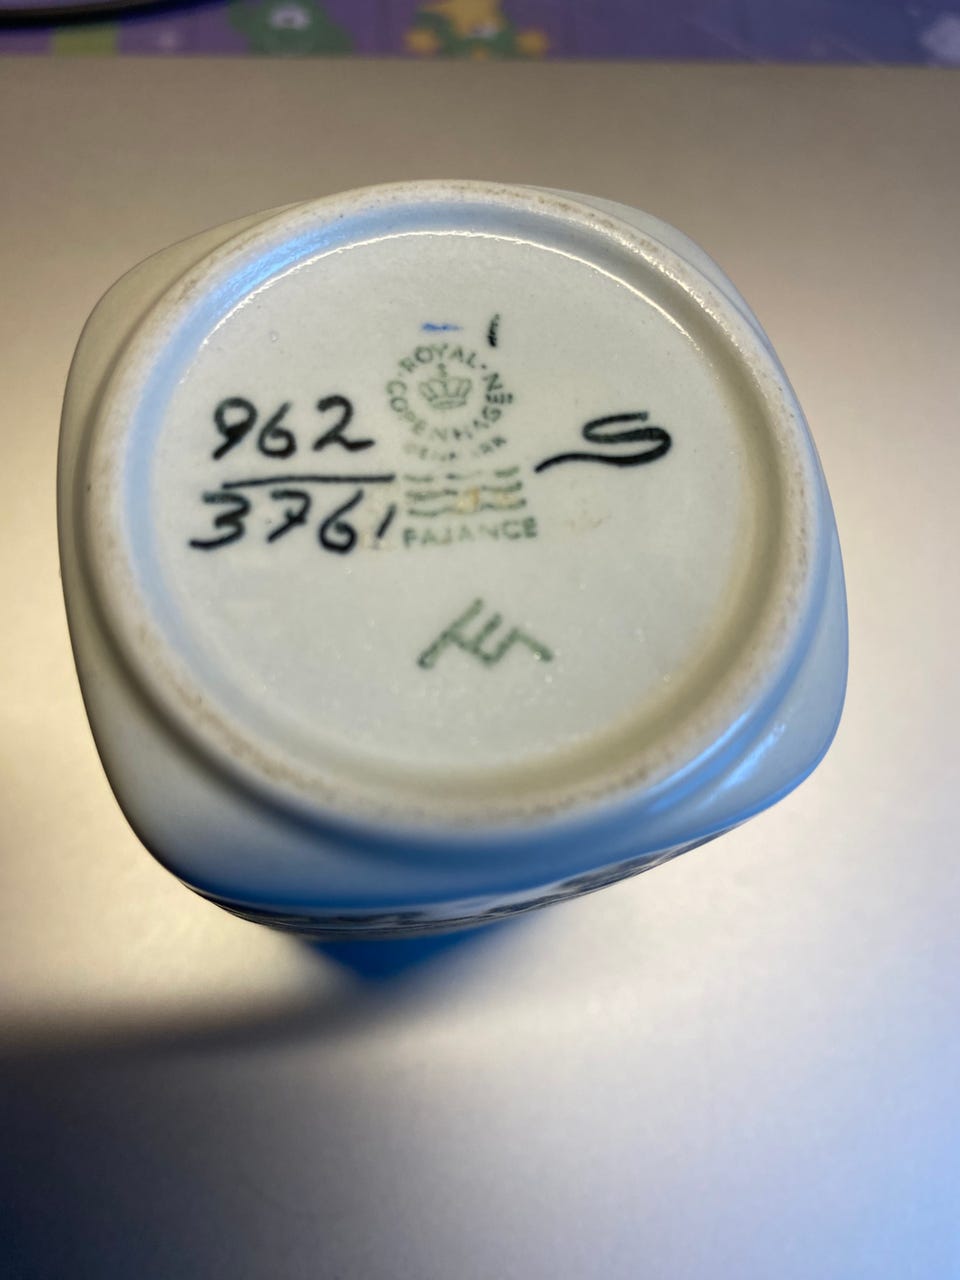 ROYAL
COPENHAGEN
DENMARK
962
3761
FAJANCE